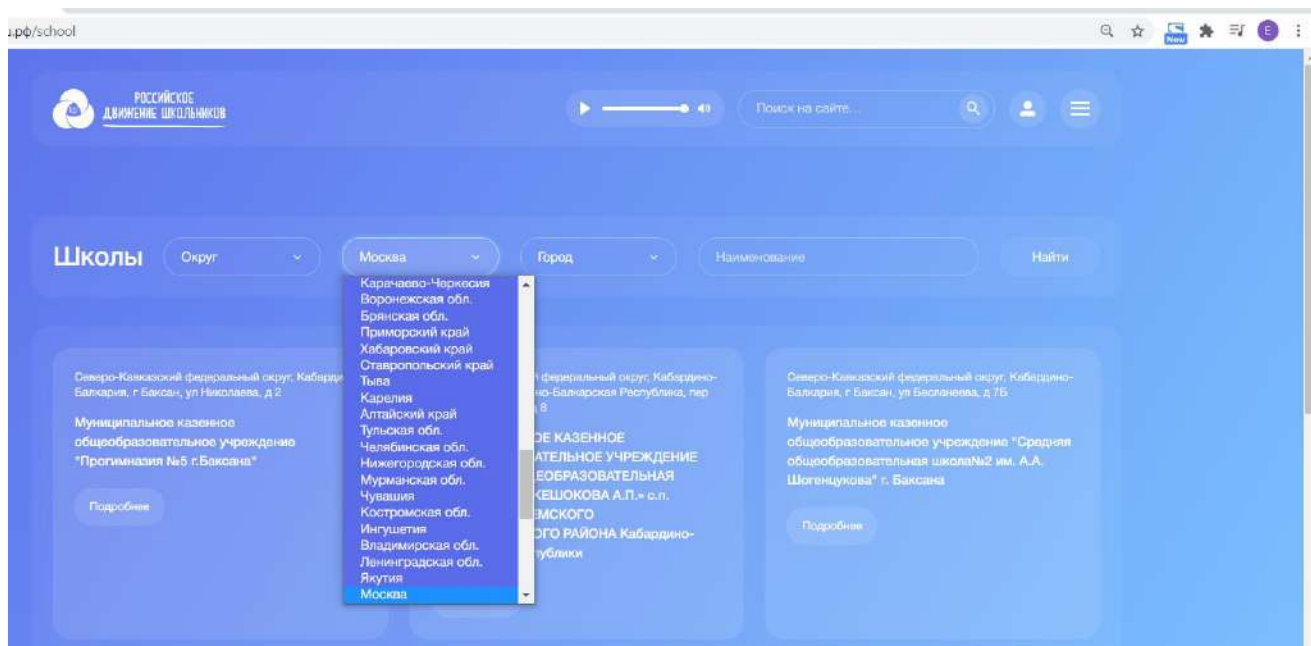 ш.рф/school
New
E
РОССИЙСКОЕ
ДВИЖЕНИЕ ШКОЛЬНИКОВ
Поиск на сайте...
Школы
Округ
Москва
Город
Наименование
Найти
Карачаево-Черкесия
Воронежская обл.
Брянская обл.
Приморский край
Хабаровский край
Ставропольский край
Тыва
Карелия
Алтайский край
Тульская обл.
Челябинская обл.
Нижегородская обл.
Мурманская обл.
Чувашия
Костромская обл.
Ингушетия
Владимирская обл.
Ленинградская обл.
Якутия
Москва
Северо-Кавказский федеральный округ, Кабарди
Балкария, г Баксан, ул Николаева, д 2
Муниципальное казенное
общеобразовательное учреждение
"Прогимназия №5 г.Баксана"
Подробнее
й федеральный округ, Кабардино-
но-Балкарская Республика, пер
д 8
ОЕ КАЗЕННОЕ
АТЕЛЬНОЕ УЧРЕЖДЕНИЕ
ЕОБРАЗОВАТЕЛЬНАЯ
КЕШОКОВА А.П.» с.п.
ЕМСКОГО
ОГО РАЙОНА Кабардино-
публики
Северо-Кавказский федеральный округ, Кабардино-
Балкария, г Баксан, ул Бесланеева, д 7Б
Муниципальное казенное
общеобразовательное учреждение "Средняя
общеобразовательная школа№2 им. А.А.
Шогенцукова" г. Баксана
Подробнее